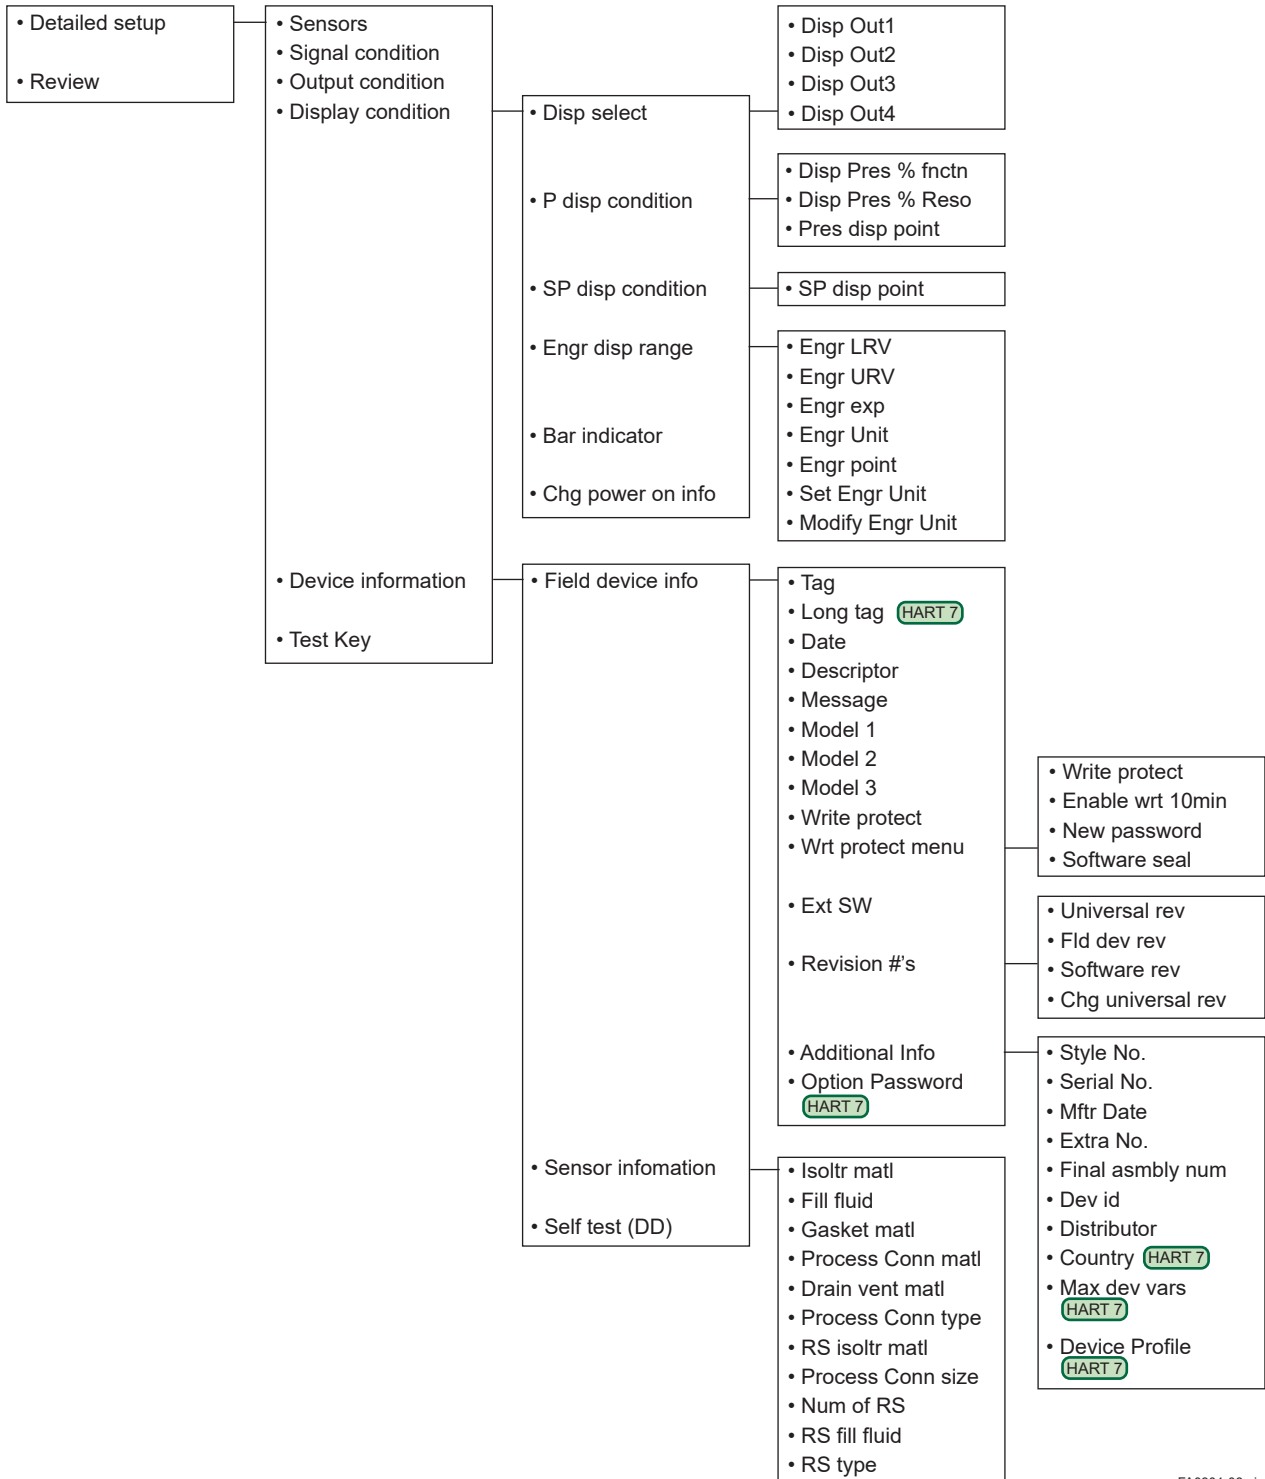 • Detailed setup
• Review
• Sensors
• Signal condition
• Output condition
• Display condition
• Device information
• Test Key
• Disp select
• P disp condition
• SP disp condition
• Engr disp range
• Bar indicator
• Chg power on info
• Disp Out1
• Disp Out2
• Disp Out3
• Disp Out4
• Disp Pres % fnctn
• Disp Pres % Reso
• Pres disp point
• SP disp point
• Engr LRV
• Engr URV
• Engr exp
• Engr Unit
• Engr point
• Set Engr Unit
• Modify Engr Unit
• Field device info
• Sensor infomation
• Self test (DD)
• Tag
• Long tag HART 7
• Date
• Descriptor
• Message
• Model 1
• Model 2
• Model 3
• Write protect
• Wrt protect menu
• Ext SW
• Revision #'s
• Additional Info
• Option Password
HART 7
• Write protect
• Enable wrt 10min
• New password
• Software seal
• Universal rev
• Fld dev rev
• Software rev
• Chg universal rev
• Style No.
• Serial No.
• Mftr Date
• Extra No.
• Final asmbly num
• Dev id
• Distributor
• Country HART 7
• Max dev vars
HART 7
• Device Profile
HART 7
• Isoltr matl
• Fill fluid
• Gasket matl
• Process Conn matl
• Drain vent matl
• Process Conn type
• RS isoltr matl
• Process Conn size
• Num of RS
• RS fill fluid
• RS type